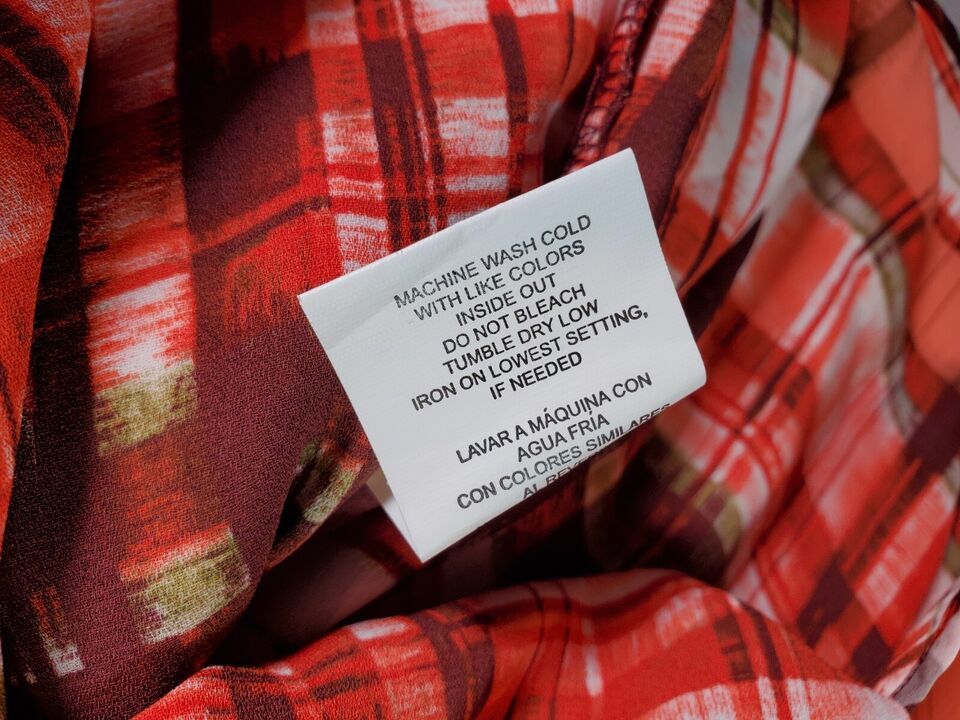 MACHINE WASH COLD
WITH LIKE COLORS
INSIDE OUT
DO NOT BLEACH
TUMBLE DRY LOW
IRON ON LOWEST SETTING,
IF NEEDED
LAVAR A MÁQUINA CON
AGUA FRÍA
CON COLORES SIMILARES
AL